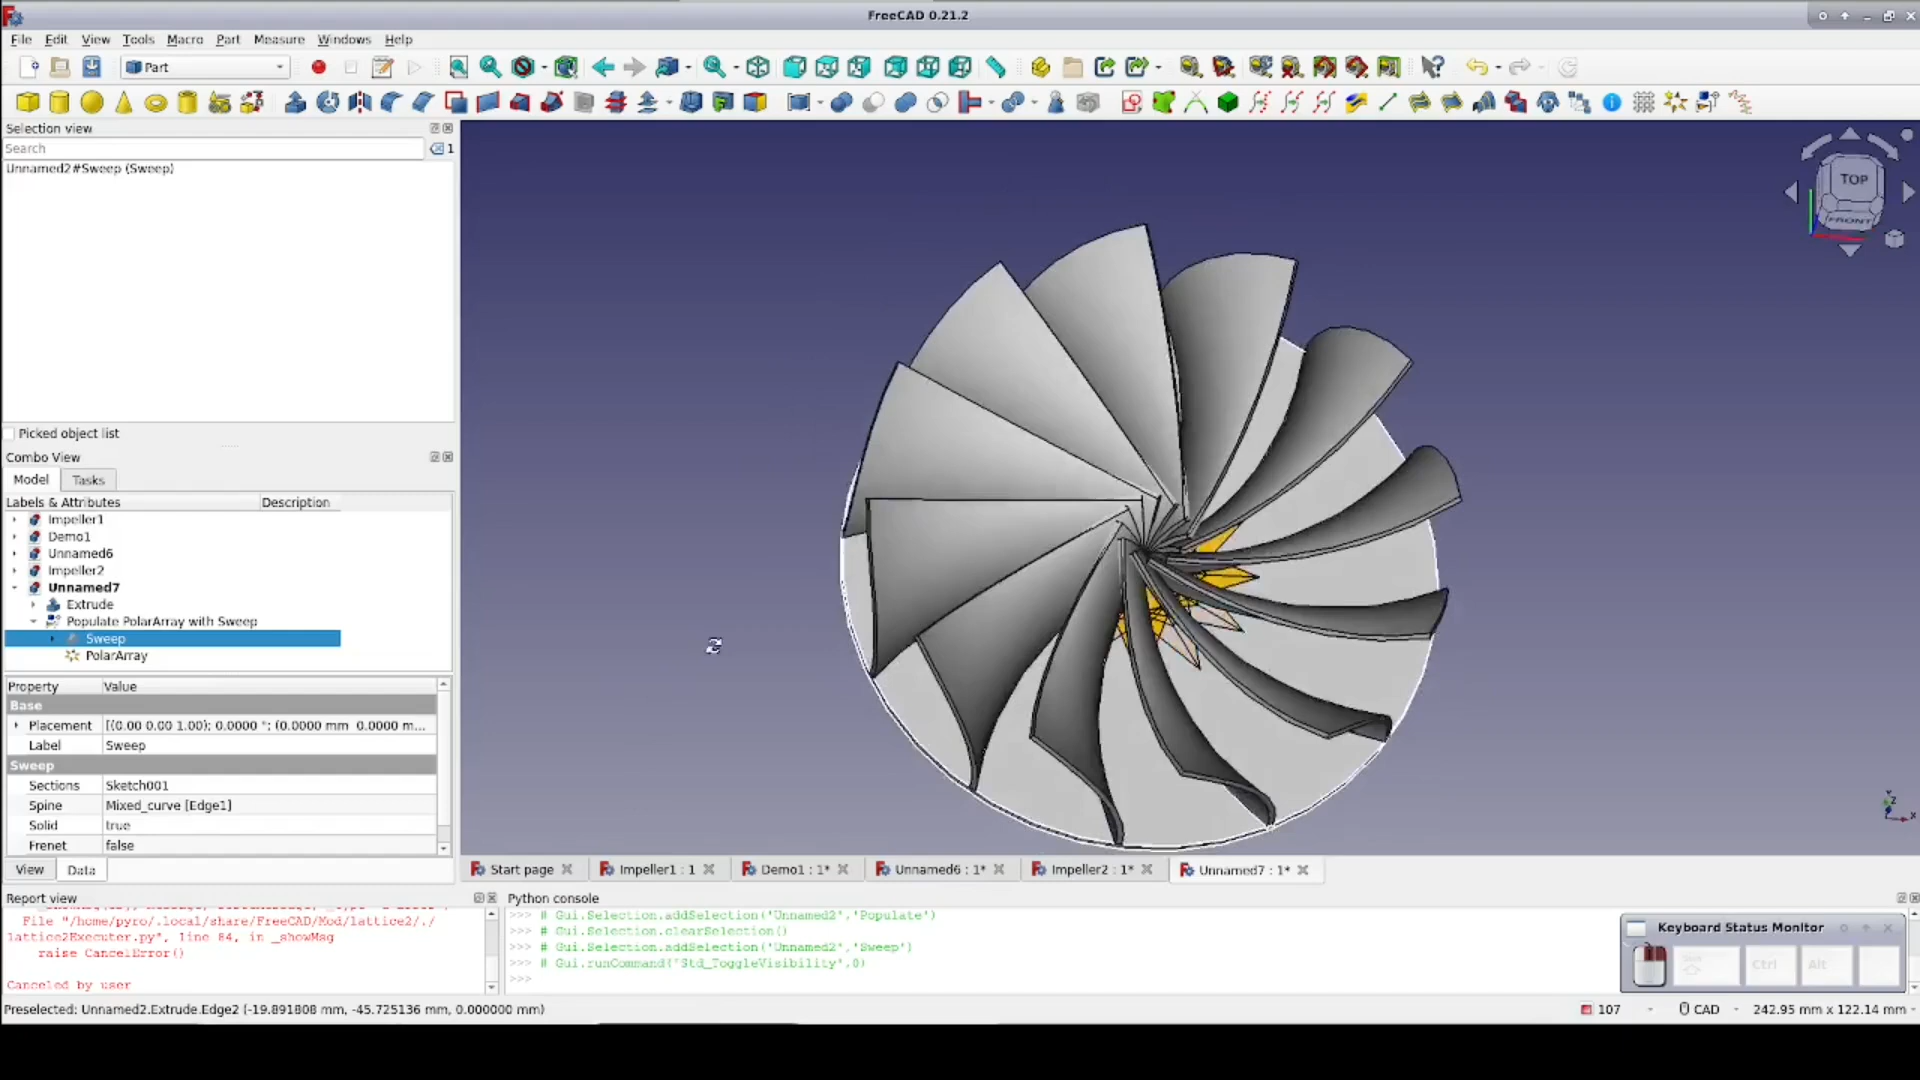 FreeCAD 0.21.2
File Edit View Tools Macro Part Measure Windows Help
Part
Selection view
Search
1
Unnamed2#Sweep (Sweep)
Picked object list
Combo View
Model Tasks
Labels & Attributes Description
Impeller1
Demo1
Unnamed6
Impeller2
Unnamed7
Extrude
Populate PolarArray with Sweep
Sweep
PolarArray
Property Value
Base
Placement [(0.00 0.00 1.00); 0.0000 °; (0.0000 mm 0.0000 m...
Label Sweep
Sweep
Sections Sketch001
Spine Mixed_curve [Edge1]
Solid true
Frenet false
View Data
TOP
FRONT
Start page Impeller1 : 1 Demo1 : 1* Unnamed6 : 1* Impeller2 : 1* Unnamed7 : 1*
Report view
File "/home/pyro/.local/share/FreeCAD/Mod/lattice2/./
lattice2Executer.py", line 84, in _showMsg
raise CancelError()
Canceled by user
Python console
>>> # Gui.Selection.addSelection('Unnamed2','Populate')
>>> # Gui.Selection.clearSelection()
>>> # Gui.Selection.addSelection('Unnamed2','Sweep')
>>> # Gui.runCommand('Std_ToggleVisibility',0)
>>>
Keyboard Status Monitor
Ctrl Alt
Preselected: Unnamed2.Extrude.Edge2 (-19.891808 mm, -45.725136 mm, 0.000000 mm)
107 CAD 242.95 mm x 122.14 mm